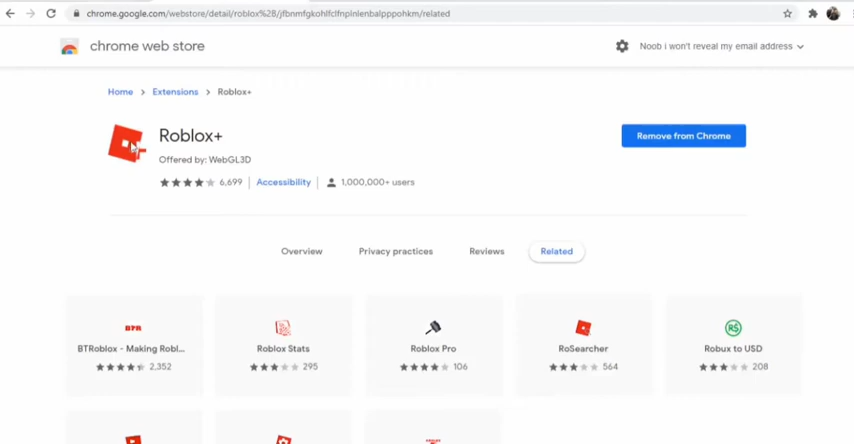 chrome.google.com/webstore/detail/roblox%2B/jfbnmfgkohlfclfnplnlenbalpppohkm/related
chrome web store
Noob i won't reveal my email address
Home > Extensions > Roblox+
Roblox+
Offered by: WebGL3D
6,699 | Accessibility | 1,000,000+ users
Remove from Chrome
Overview Privacy practices Reviews Related
BTR R$
BTRoblox - Making Robl... Roblox Stats Roblox Pro RoSearcher Robux to USD
2,352 295 106 564 208